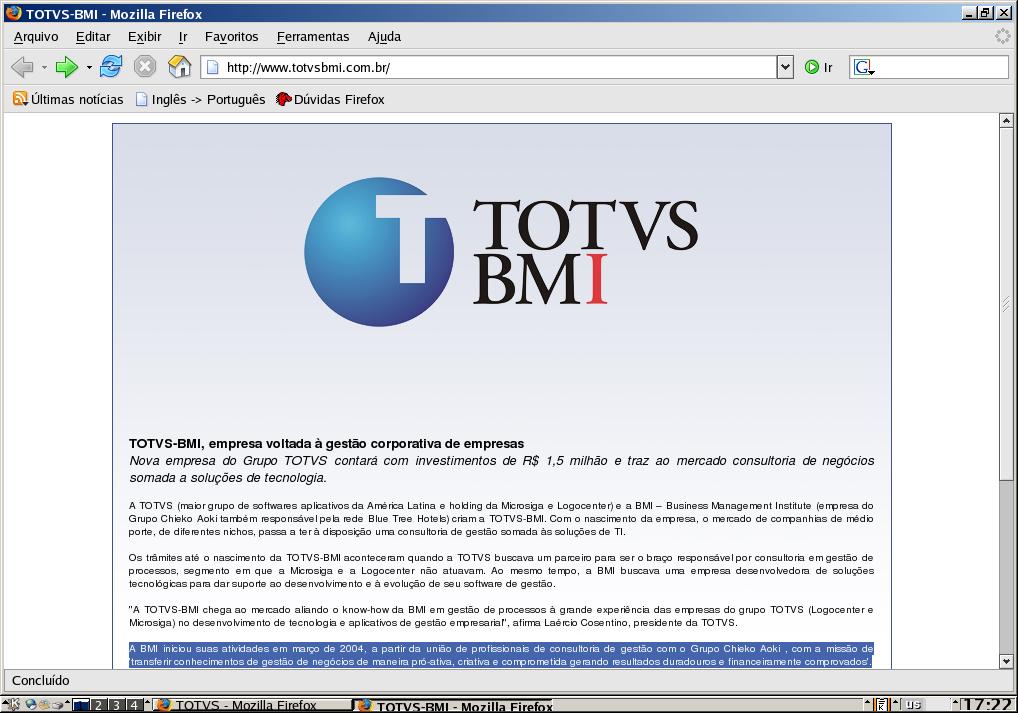 TOTVS-BMI - Mozilla Firefox
Arquivo Editar Exibir Ir Favoritos Ferramentas Ajuda
http://www.totvsbmi.com.br/ Ir G
Últimas notícias Inglês -> Português Dúvidas Firefox
T
TOTVS
BMI
TOTVS-BMI, empresa voltada à gestão corporativa de empresas
Nova empresa do Grupo TOTVS contará com investimentos de R$ 1,5 milhão e traz ao mercado consultoria de negócios
somada a soluções de tecnologia.
A TOTVS (maior grupo de softwares aplicativos da América Latina e holding da Microsiga e Logocenter) e a BMI – Business Management Institute (empresa do
Grupo Chieko Aoki também responsável pela rede Blue Tree Hotels) criam a TOTVS-BMI. Com o nascimento da empresa, o mercado de companhias de médio
porte, de diferentes nichos, passa a ter à disposição uma consultoria de gestão somada às soluções de TI.
Os trâmites até o nascimento da TOTVS-BMI aconteceram quando a TOTVS buscava um parceiro para ser o braço responsável por consultoria em gestão de
processos, segmento em que a Microsiga e a Logocenter não atuavam. Ao mesmo tempo, a BMI buscava uma empresa desenvolvedora de soluções
tecnológicas para dar suporte ao desenvolvimento e à evolução de seu software de gestão.
"A TOTVS-BMI chega ao mercado aliando o know-how da BMI em gestão de processos à grande experiência das empresas do grupo TOTVS (Logocenter e
Microsiga) no desenvolvimento de tecnologia e aplicativos de gestão empresarial", afirma Laércio Cosentino, presidente da TOTVS.
A BMI iniciou suas atividades em março de 2004, a partir da união de profissionais de consultoria de gestão com o Grupo Chieko Aoki , com a missão de
'transferir conhecimentos de gestão de negócios de maneira pró-ativa, criativa e comprometida gerando resultados duradouros e financeiramente comprovados'.
Concluído
2 3 4 TOTVS - Mozilla Firefox TOTVS-BMI - Mozilla Firefox us 17:22